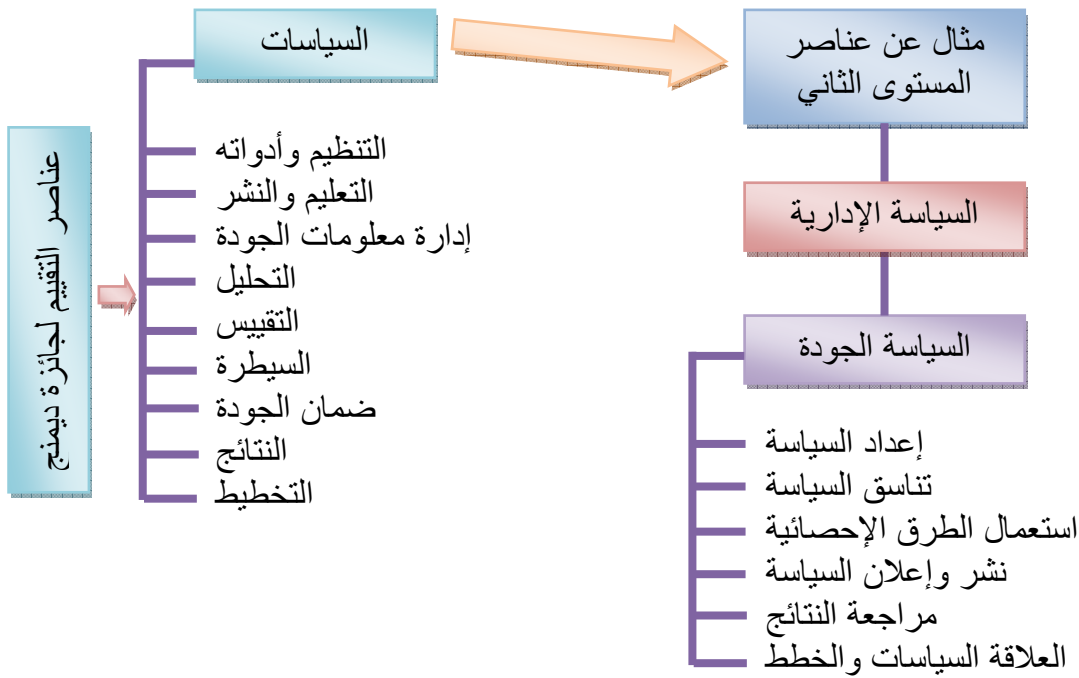 السياسات
مثال عن عناصر
المستوى الثاني
عناصر التقييم لجائزة ديمنج
التنظيم وأدواته
التعليم والنشر
إدارة معلومات الجودة
التحليل
التقييس
السيطرة
ضمان الجودة
النتائج
التخطيط
السياسة الإدارية
السياسة الجودة
إعداد السياسة
تناسق السياسة
استعمال الطرق الإحصائية
نشر وإعلان السياسة
مراجعة النتائج
العلاقة السياسات والخطط